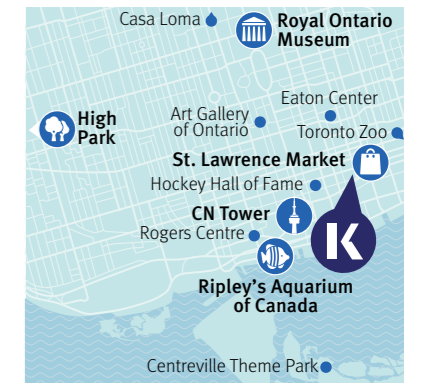 Casa Loma
Royal Ontario
Museum
High
Park
Art Gallery
of Ontario
Eaton Center
Toronto Zoo
St. Lawrence Market
Hockey Hall of Fame
CN Tower
Rogers Centre
K
Ripley's Aquarium
of Canada
Centreville Theme Park